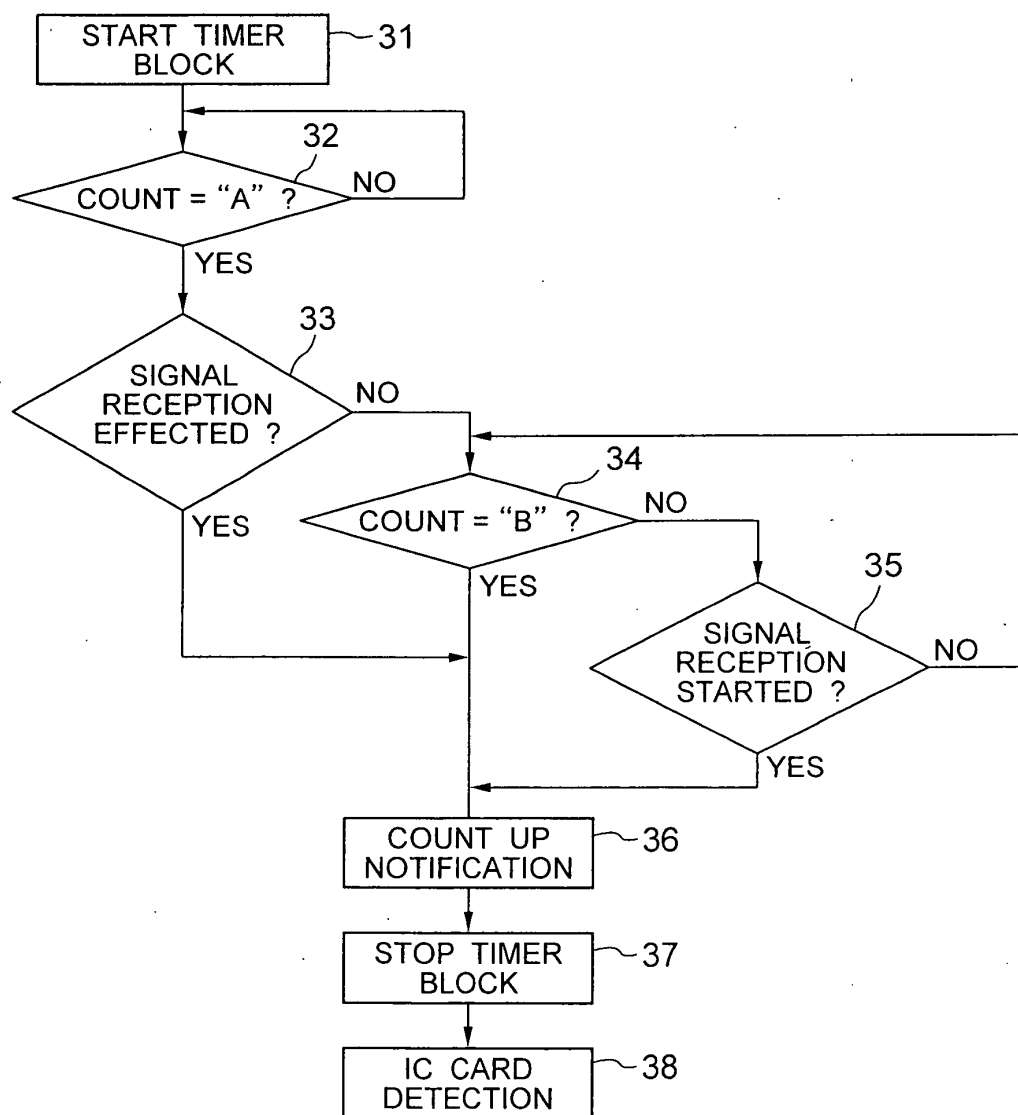 START TIMER
BLOCK
31
32
COUNT = “A” ?
NO
YES
33
SIGNAL
RECEPTION
EFFECTED ?
NO
YES
34
COUNT = “B” ?
NO
YES
35
SIGNAL
RECEPTION
STARTED ?
NO
YES
COUNT UP
NOTIFICATION
36
STOP TIMER
BLOCK
37
IC CARD
DETECTION
38